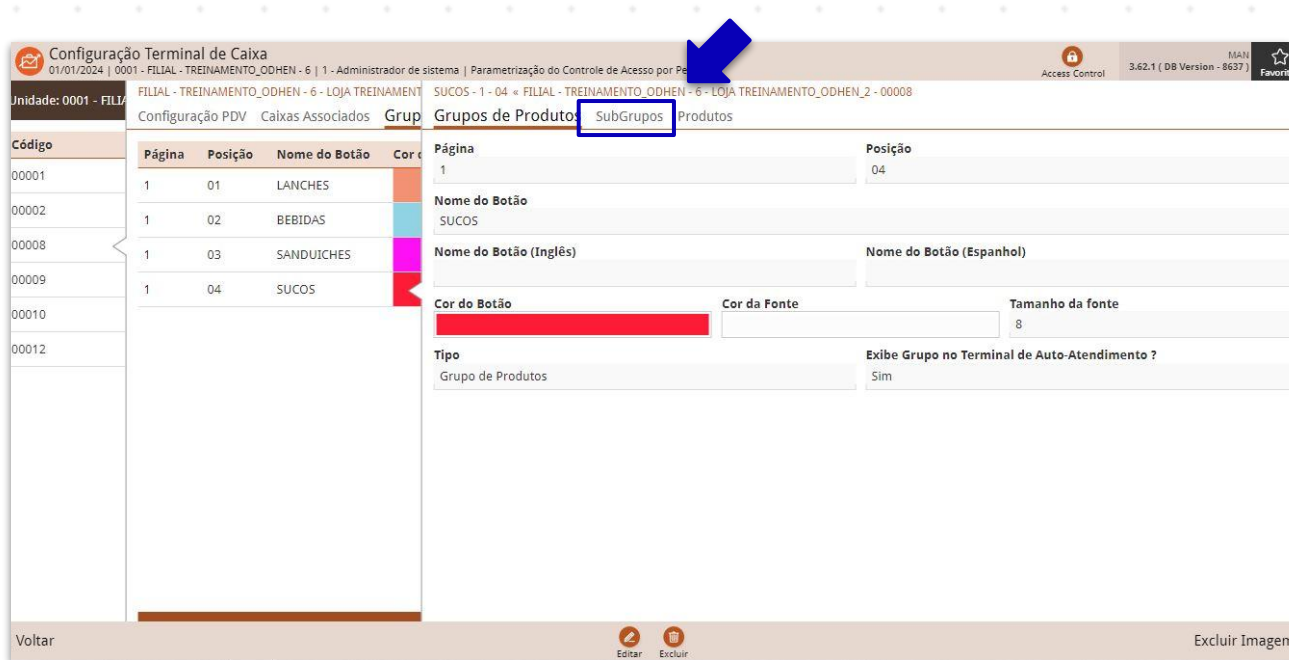 Configuração Terminal de Caixa
01/01/2024 | 0001 - FILIAL - TREINAMENTO_ODHEN - 6 | 1 - Administrador de sistema | Parametrização do Controle de Acesso por Pe
Access Control
MAN
3.62.1 ( DB Version - 8637 )
Favorit
Unidade: 0001 - FILIA
Código
00001
00002
00008
00009
00010
00012
FILIAL - TREINAMENTO_ODHEN - 6 - LOJA TREINAMENT
Configuração PDV Caixas Associados Grup
Página Posição Nome do Botão Cor d
1 01 LANCHES
1 02 BEBIDAS
1 03 SANDUICHES
1 04 SUCOS
SUCOS - 1 - 04 « FILIAL - TREINAMENTO_ODHEN - 6 - LOJA TREINAMENTO_ODHEN_2 - 00008
Grupos de Produtos SubGrupos Produtos
Página Posição
1 04
Nome do Botão
SUCOS
Nome do Botão (Inglês) Nome do Botão (Espanhol)
Cor do Botão Cor da Fonte Tamanho da fonte
8
Tipo Exibe Grupo no Terminal de Auto-Atendimento ?
Grupo de Produtos Sim
Voltar
Editar Excluir
Excluir Imagem